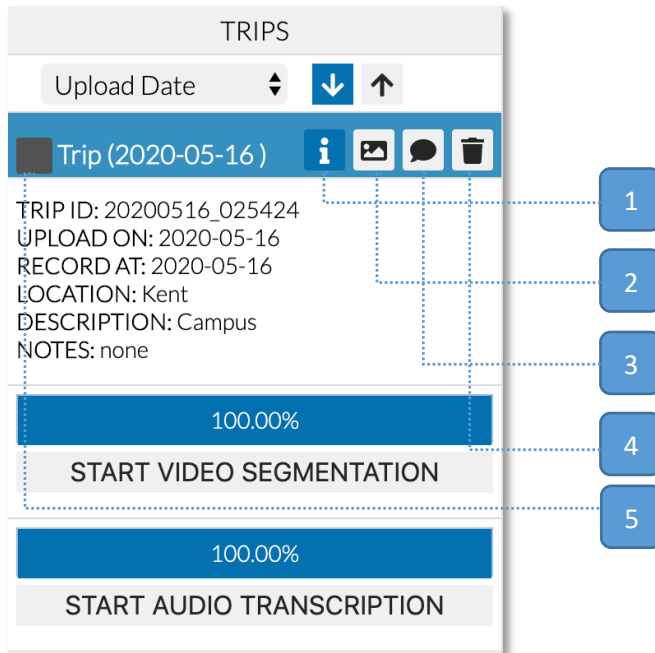 TRIPS
Upload Date
Trip (2020-05-16 )
TRIP ID: 20200516_025424
UPLOAD ON: 2020-05-16
RECORD AT: 2020-05-16
LOCATION: Kent
DESCRIPTION: Campus
NOTES: none
100.00%
START VIDEO SEGMENTATION
100.00%
START AUDIO TRANSCRIPTION
1
2
3
4
5